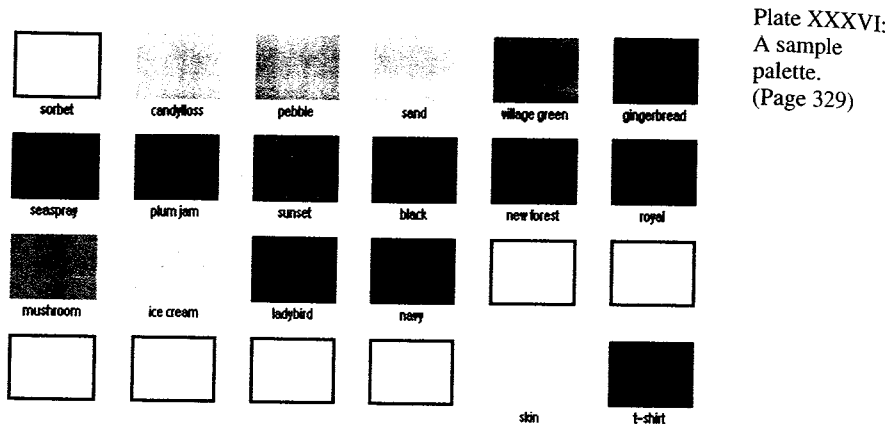 Plate XXXVI:
A sample
palette.
(Page 329)
sorbet candyfloss pebble sand village green gingerbread
seaspray plum jam sunset black new forest royal
mushroom ice cream ladybird navy
skin t-shirt